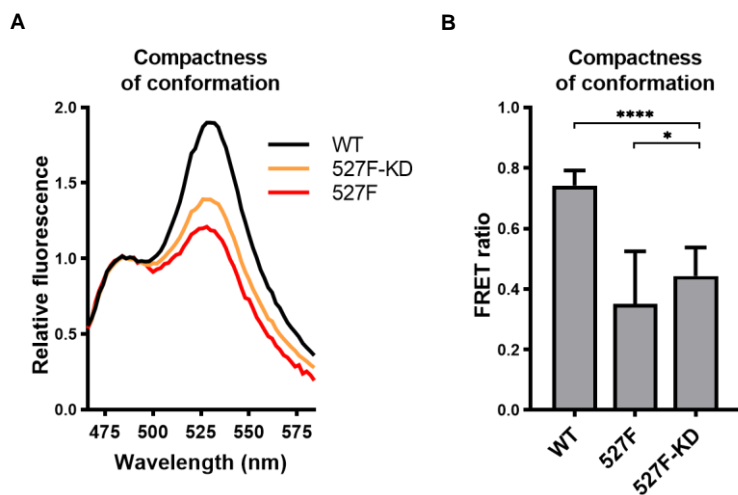 A
Compactness
of conformation
Relative fluorescence
2.0
1.5
1.0
0.5
0.0
475
500
525
550
575
Wavelength (nm)
WT
527F-KD
527F
B
Compactness
of conformation
FRET ratio
1.0
0.8
0.6
0.4
0.2
0.0
****
*
WT
527F
527F-KD